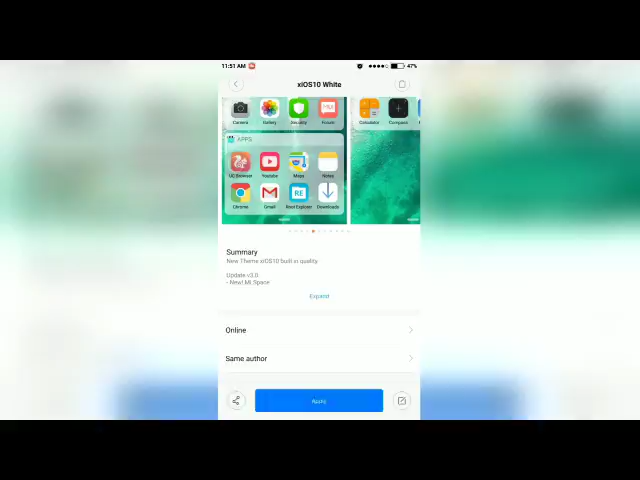 11:51 AM 47%
xiOS10 White
Camera Gallery Security Forum Calculator Compass
APPS
UC Browser Youtube Maps Notes
Chrome Gmail Root Explorer Downloads
Summary
New Theme xiOS10 built in quality
Update v3.0
- New! Mi Space
Expand
Online
Same author
Apply